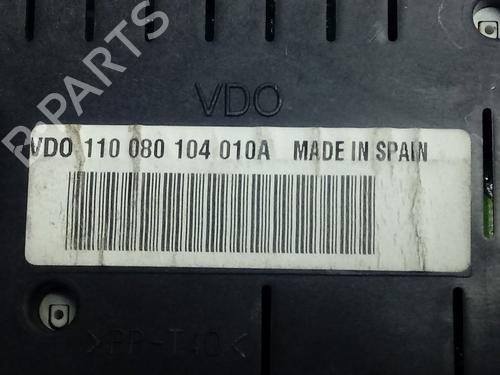 B-PARTS
VDO
VDO 110 080 104 010A MADE IN SPAIN
>PP-T40<